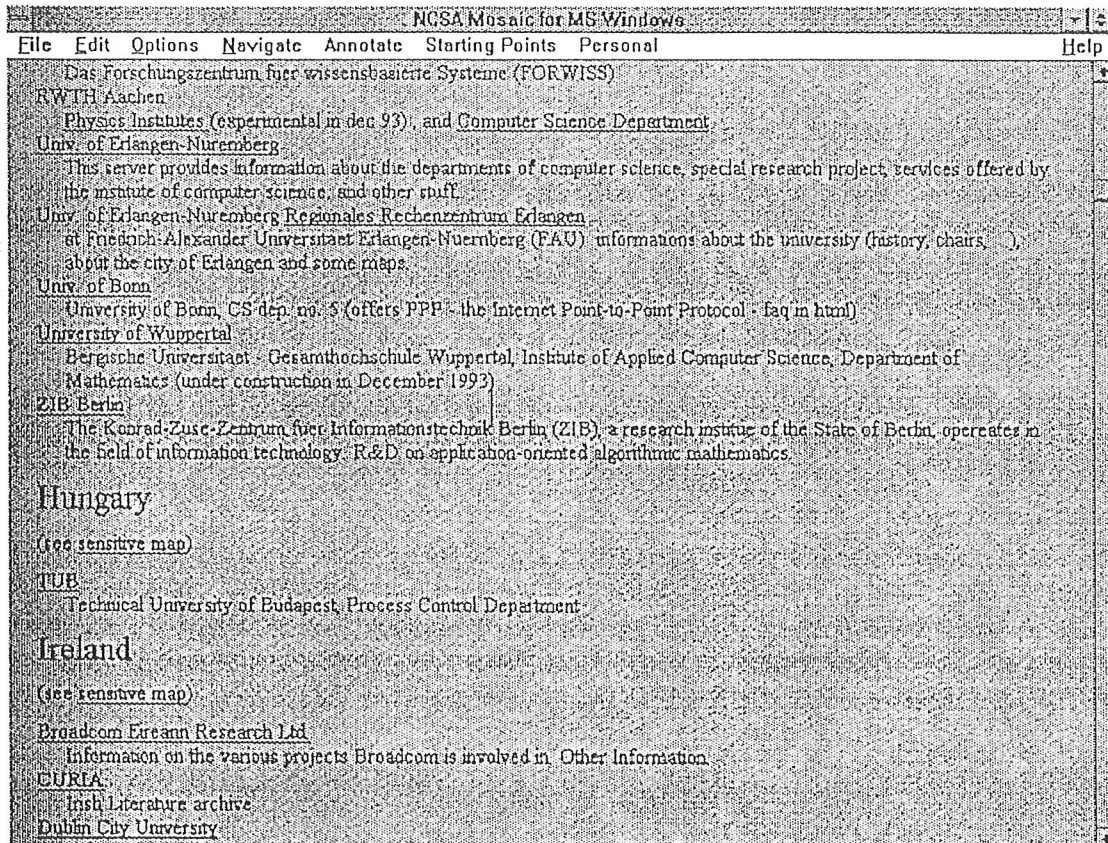 NCSA Mosaic for MS Windows
File Edit Options Navigate Annotate Starting Points Personal Help
Das Forschungszentrum fuer wissensbasierte Systeme (FORWISS)
RWTH Aachen
Physics Institutes (experimental in dec 93) , and Computer Science Department
Univ. of Erlangen-Nuremberg
This server provides information about the departments of computer science, special research project, services offered by
the institute of computer science, and other stuff.
Univ. of Erlangen-Nuremberg Regionales Rechenzentrum Erlangen
at Friedrich-Alexander Universitaet Erlangen-Nuernberg (FAU) informations about the university (history, chairs, ),
about the city of Erlangen and some maps.
Univ. of Bonn
University of Bonn, CS dep. no. 5 (offers PPP - the Internet Point-to-Point Protocol - faq in html)
University of Wuppertal
Bergische Universitaet - Gesamthochschule Wuppertal, Institute of Applied Computer Science, Department of
Mathematics (under construction in December 1993)
ZIB Berlin
The Konrad-Zuse-Zentrum fuer Informationstechnik Berlin (ZIB), a research institue of the State of Berlin, opereates in
the field of information technology. R&D on application-oriented algorithmic mathematics.
Hungary
(see sensitive map)
TUB
Technical University of Budapest, Process Control Department
Ireland
(see sensitive map)
Broadcom Eireann Research Ltd
Information on the various projects Broadcom is involved in. Other Information.
CURIA
Irish Literature archive
Dublin City University